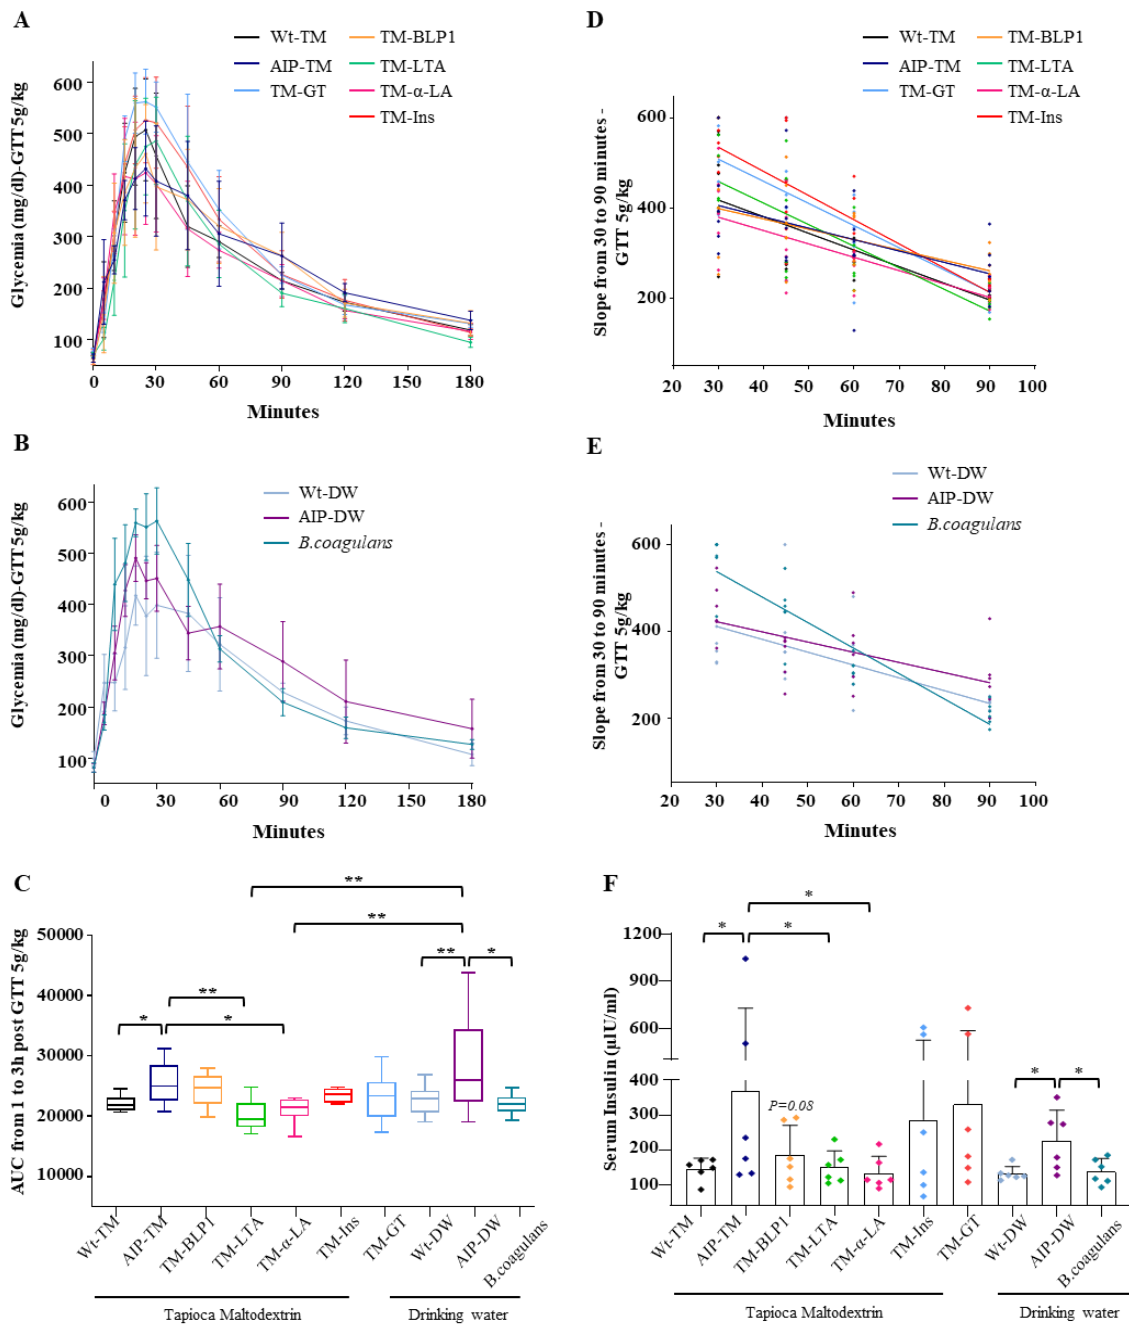 A
Wt-TM
TM-BLP1
AIP-TM
TM-LTA
TM-GT
TM-α-LA
TM-Ins
Glycemia (mg/dl)-GTT 5g/kg
600
500
400
300
200
100
0 30 60 90 120 150 180
Minutes
D
Wt-TM
TM-BLP1
AIP-TM
TM-LTA
TM-GT
TM-α-LA
TM-Ins
Slope from 30 to 90 minutes -
GTT 5g/kg
600
400
200
20 30 40 50 60 70 80 90 100
Minutes
B
Wt-DW
AIP-DW
B.coagulans
Glycemia (mg/dl)-GTT 5g/kg
600
500
400
300
200
100
0 30 60 90 120 150 180
Minutes
E
Wt-DW
AIP-DW
B.coagulans
Slope from 30 to 90 minutes -
GTT 5g/kg
600
400
200
20 30 40 50 60 70 80 90 100
Minutes
C
AUC from 1 to 3h post GTT 5g/kg
50000
40000
30000
20000
10000
**
**
** *
**
* *
Wt-TM
AIP-TM
TM-BLP1
TM-LTA
TM-α-LA
TM-Ins
TM-GT
Wt-DW
AIP-DW
B.coagulans
Tapioca Maltodextrin
Drinking water
F
Serum Insulin (μIU/ml)
1200
900
600
400
300
200
100
*
* *
* *
P=0.08
Wt-TM
AIP-TM
TM-BLP1
TM-LTA
TM-α-LA
TM-Ins
TM-GT
Wt-DW
AIP-DW
B.coagulans
Tapioca Maltodextrin
Drinking water